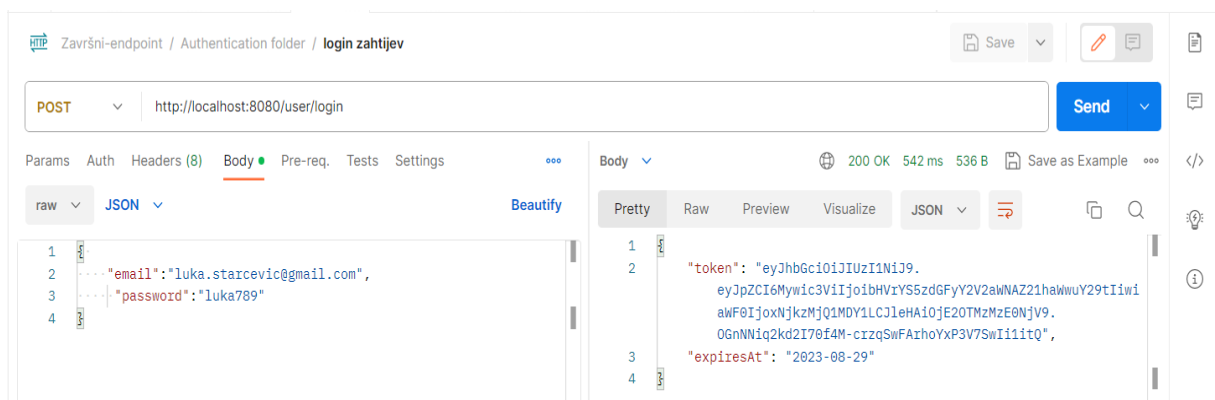 HTTP Završni-endpoint / Authentication folder / login zahtijev
Save
POST http://localhost:8080/user/login
Send
Params Auth Headers (8) Body Pre-req. Tests Settings
raw JSON Beautify
1 {
2 "email":"luka.starcevic@gmail.com",
3 "password":"luka789"
4 }
Body 200 OK 542 ms 536 B Save as Example
Pretty Raw Preview Visualize JSON
1 {
2 "token": "eyJhbGciOiJIUzI1NiJ9.
eyJpZCI6Mywic3ViIjoibHVrYS5zdGFyY2V2aWNAZ21haWwuY29tIiwi
aWF0IjoxNjkzMjQ1MDY1LCJleHAiOjE2OTMzMzE0NjV9.
OGnNNiq2kd2I70f4M-crzqSwFArhoYxP3V7SwIi1itQ",
3 "expiresAt": "2023-08-29"
4 }